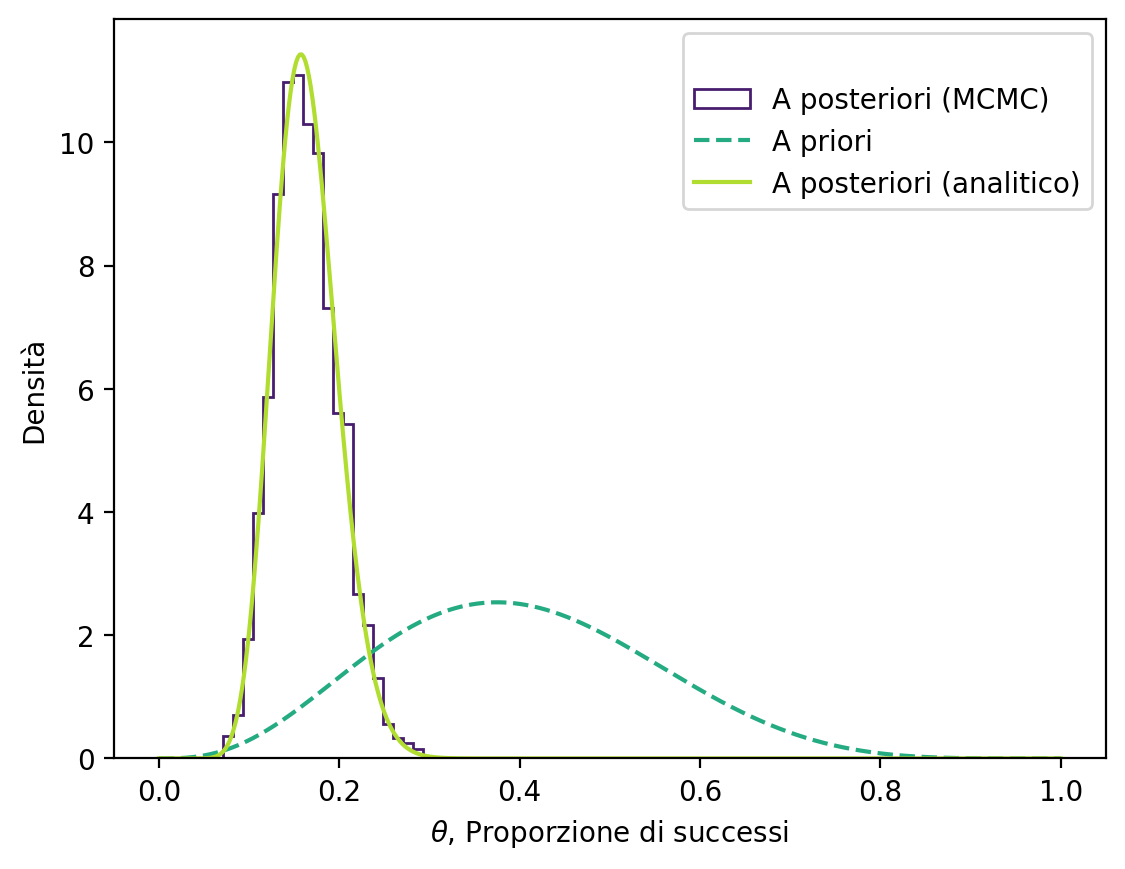 A posteriori (MCMC)
A priori
A posteriori (analitico)
Densità
10
8
6
4
2
0
0.0 0.2 0.4 0.6 0.8 1.0
θ, Proporzione di successi